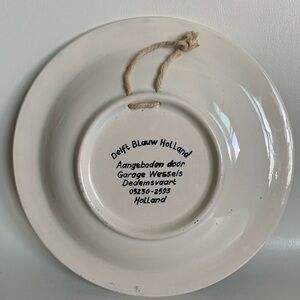 Delft Blauw Holland
Aangeboden door
Garage Wessels
Dedemsvaart
05230-2593
Holland